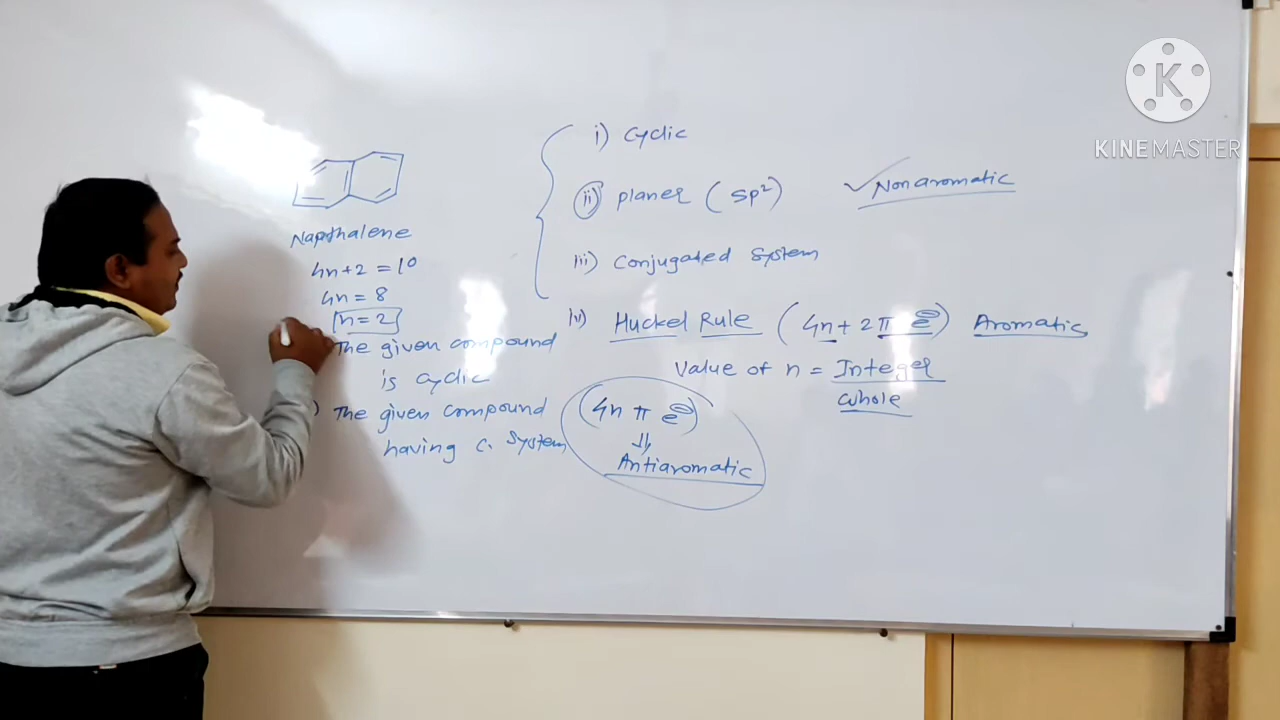 K
KINEMASTER
Napthalene
4n+2 = 10
4n = 8
n = 2
The given compound
is cyclic
) The given compound
having c. system
i) cyclic
ii) planer (sp²)
iii) conjugated system
Nonaromatic
iv) Huckel Rule (4n+2 π e⊖) Aromatic
Value of n = Integer
whole
(4n π e⊖)
⇓
Antiaromatic